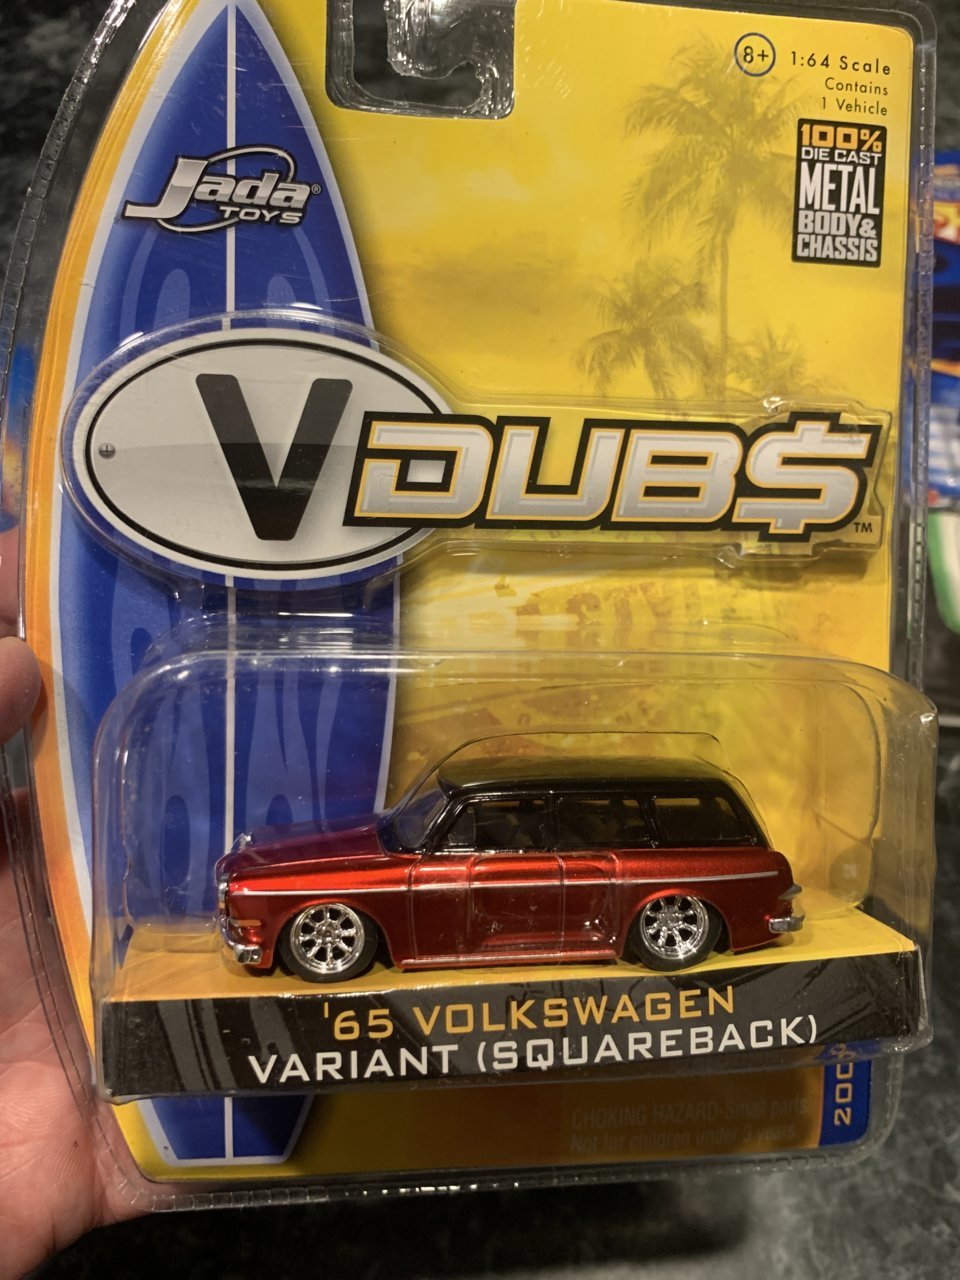 8+
1:64 Scale
Contains
1 Vehicle
100%
DIE CAST
METAL
BODY&
CHASSIS
Jada®
TOYS
V DUB$™
'65 VOLKSWAGEN
VARIANT (SQUAREBACK)
CHOKING HAZARD-Small parts.
Not for children under 3 years.